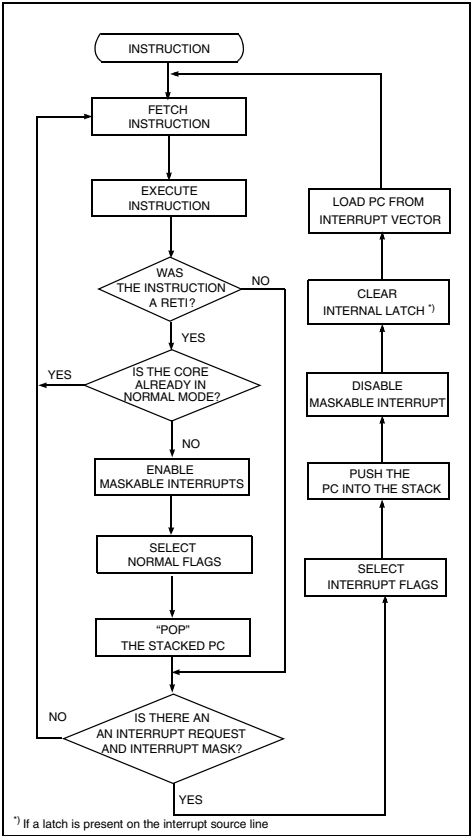 INSTRUCTION
FETCH
INSTRUCTION
EXECUTE
INSTRUCTION
WAS
THE INSTRUCTION
A RETI?
NO
YES
IS THE CORE
ALREADY IN
NORMAL MODE?
YES
NO
ENABLE
MASKABLE INTERRUPTS
SELECT
NORMAL FLAGS
“POP”
THE STACKED PC
IS THERE AN
AN INTERRUPT REQUEST
AND INTERRUPT MASK?
NO
YES
SELECT
INTERRUPT FLAGS
PUSH THE
PC INTO THE STACK
DISABLE
MASKABLE INTERRUPT
CLEAR
INTERNAL LATCH *)
LOAD PC FROM
INTERRUPT VECTOR
*) If a latch is present on the interrupt source line